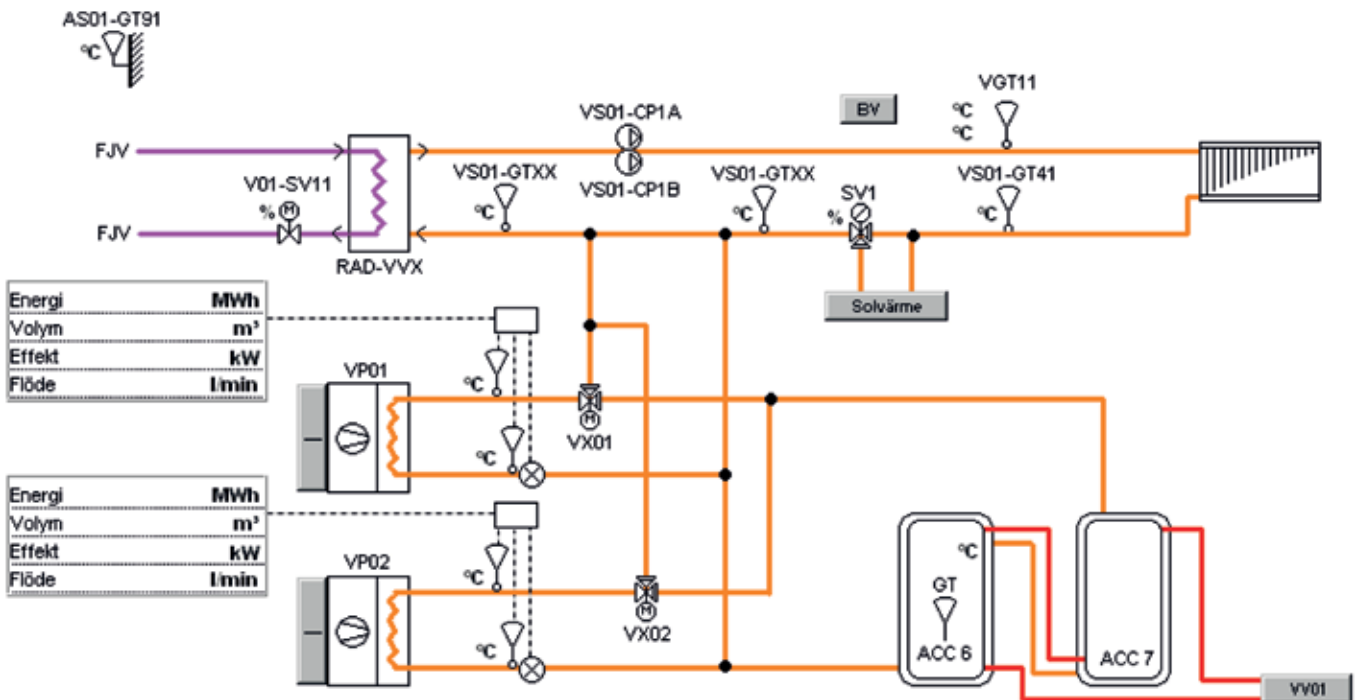 AS01-GT91
°C
VGT11
BV
°C
°C
VS01-CP1A
FJV
VS01-GTXX
VS01-CP1B
VS01-GTXX
SV1
VS01-GT41
V01-SV11
%
°C
°C
%
°C
FJV
RAD-VVX
Solvärme
Energi MWh
Volym m³
Effekt kW
Flöde l/min
VP01
°C
M
VX01
°C
Energi MWh
Volym m³
Effekt kW
Flöde l/min
VP02
°C
M
VX02
°C
°C
GT
ACC 6
ACC 7
VV01
M